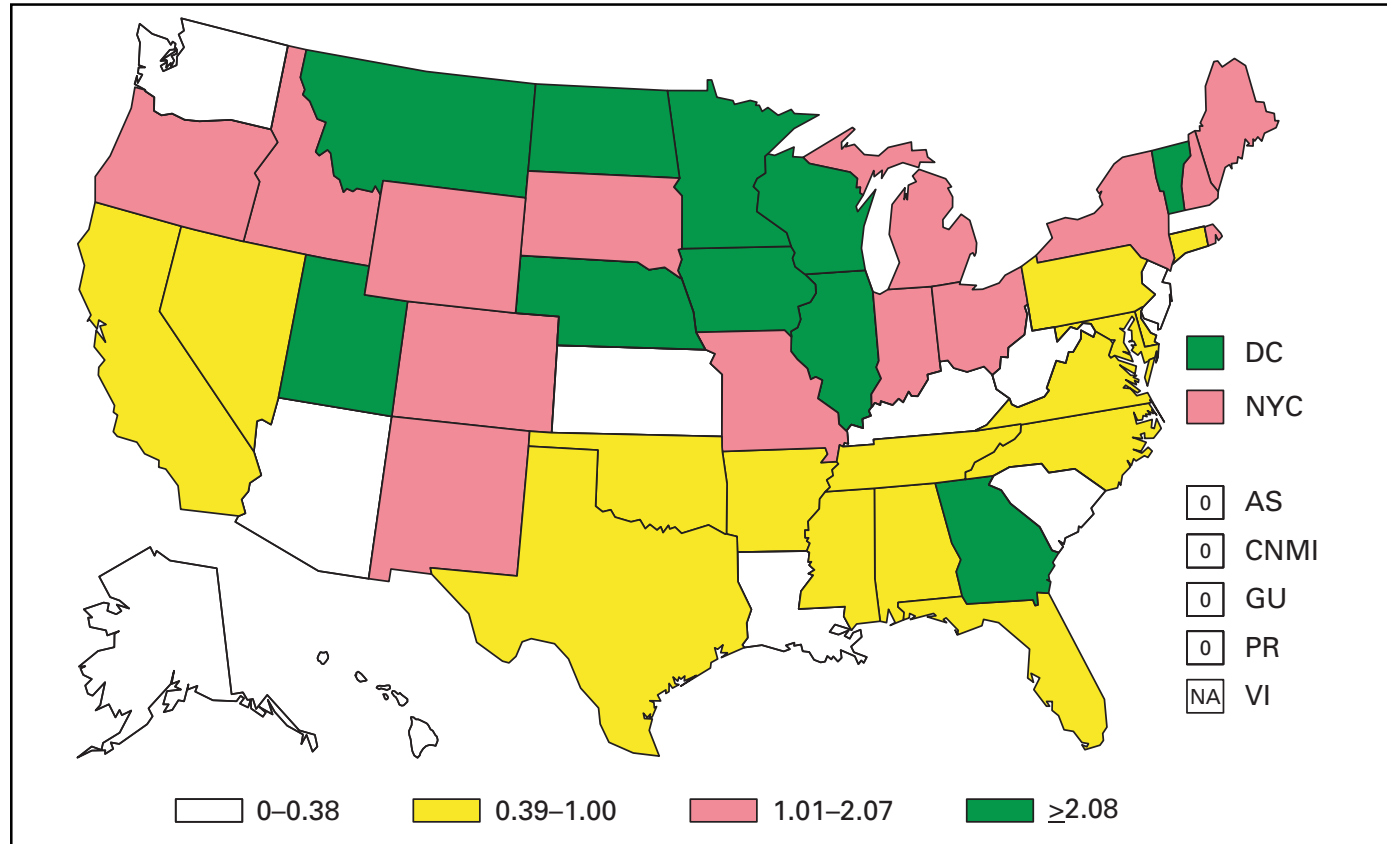 DC
NYC
0 AS
0 CNMI
0 GU
0 PR
NA VI
0–0.38 0.39–1.00 1.01–2.07 ≥2.08